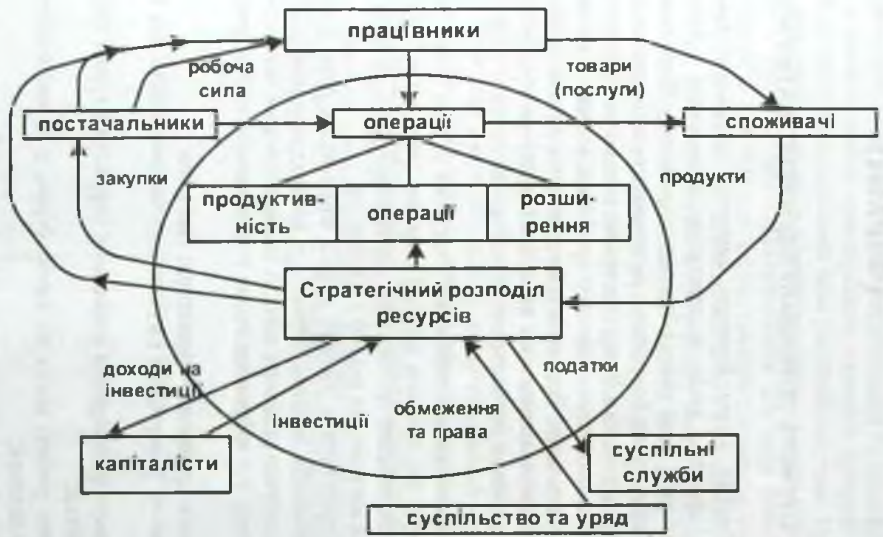 працівники
робоча
сила
товари
(послуги)
постачальники
операції
споживачі
закупки
продукти
продуктив-
ність
операції
розши-
рення
Стратегічний розподіл
ресурсів
доходи на
інвестиції
податки
інвестиції
обмеження
та права
капіталісти
суспільні
служби
суспільство та уряд